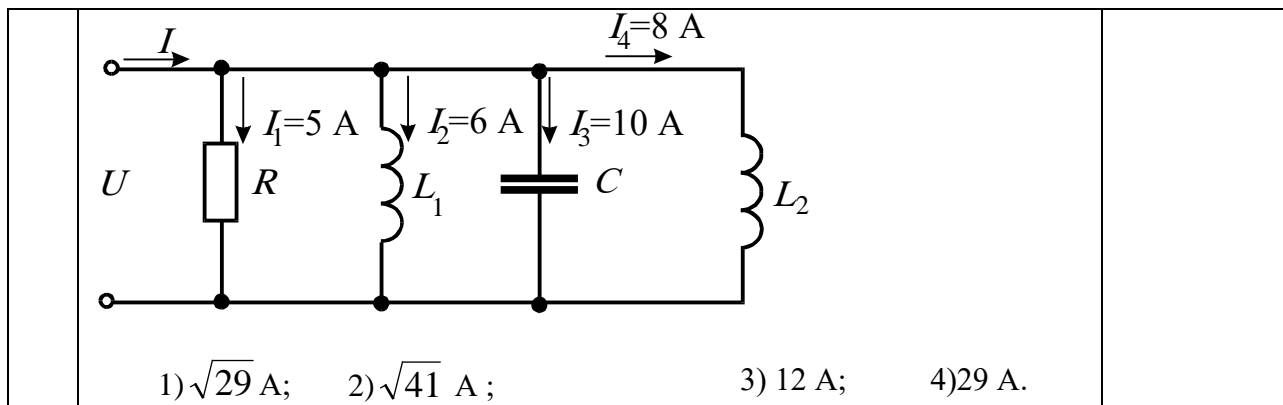 I I₄=8 A
I₁=5 A I₂=6 A I₃=10 A
U R L₁ C L₂
1) √29 A; 2) √41 A ; 3) 12 A; 4)29 A.